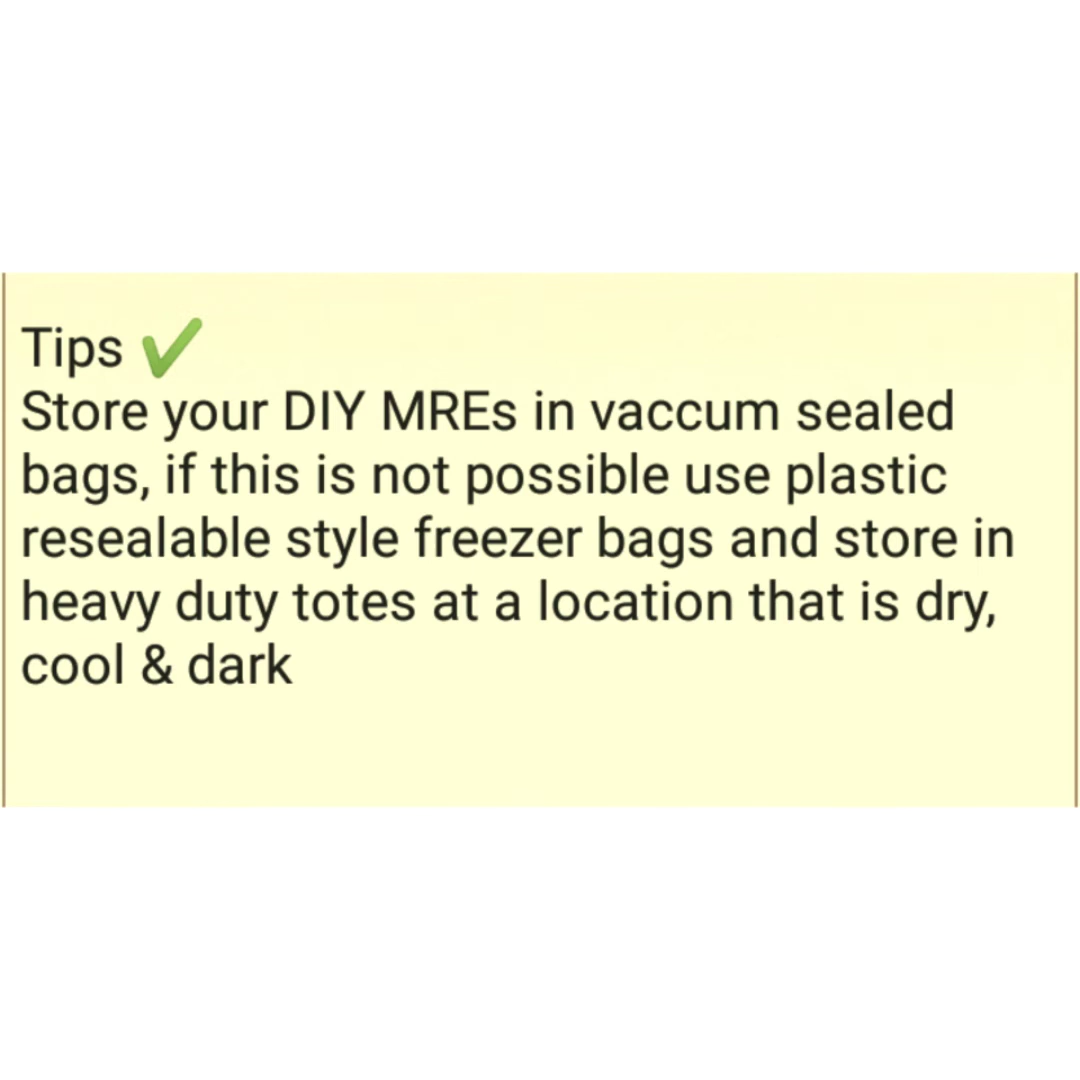 Tips ✔
Store your DIY MREs in vaccum sealed
bags, if this is not possible use plastic
resealable style freezer bags and store in
heavy duty totes at a location that is dry,
cool & dark